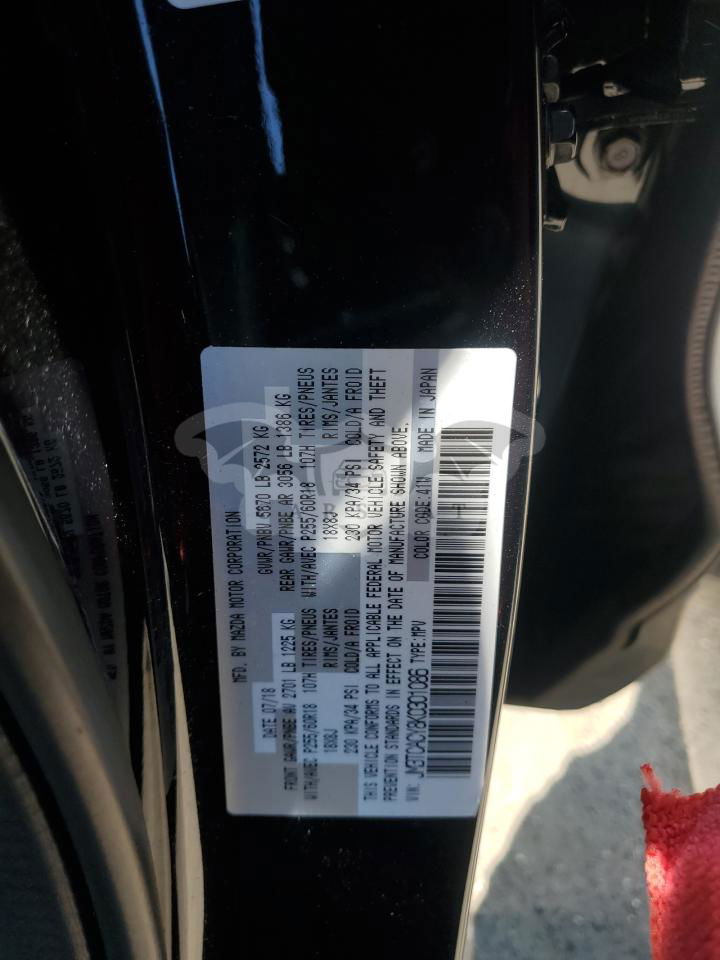 MFD. BY MAZDA MOTOR CORPORATION
DATE 07/18 GVWR/PNBV 5670 LB 2572 KG
FRONT GAWR/PNBE AV 2701 LB 1225 KG REAR GAWR/PNBE AR 3056 LB 1386 KG
WITH/AVEC P255/60R18 107H TIRES/PNEUS WITH/AVEC P255/60R18 107H TIRES/PNEUS
18X8J RIMS/JANTES 18X8J RIMS/JANTES
230 KPA/34 PSI COLD/A FROID 230 KPA/34 PSI COLD/A FROID
THIS VEHICLE CONFORMS TO ALL APPLICABLE FEDERAL MOTOR VEHICLE SAFETY AND THEFT
PREVENTION STANDARDS IN EFFECT ON THE DATE OF MANUFACTURE SHOWN ABOVE.
VIN: JM3TCACY8K0301086 TYPE:MPV COLOR CODE:41W MADE IN JAPAN